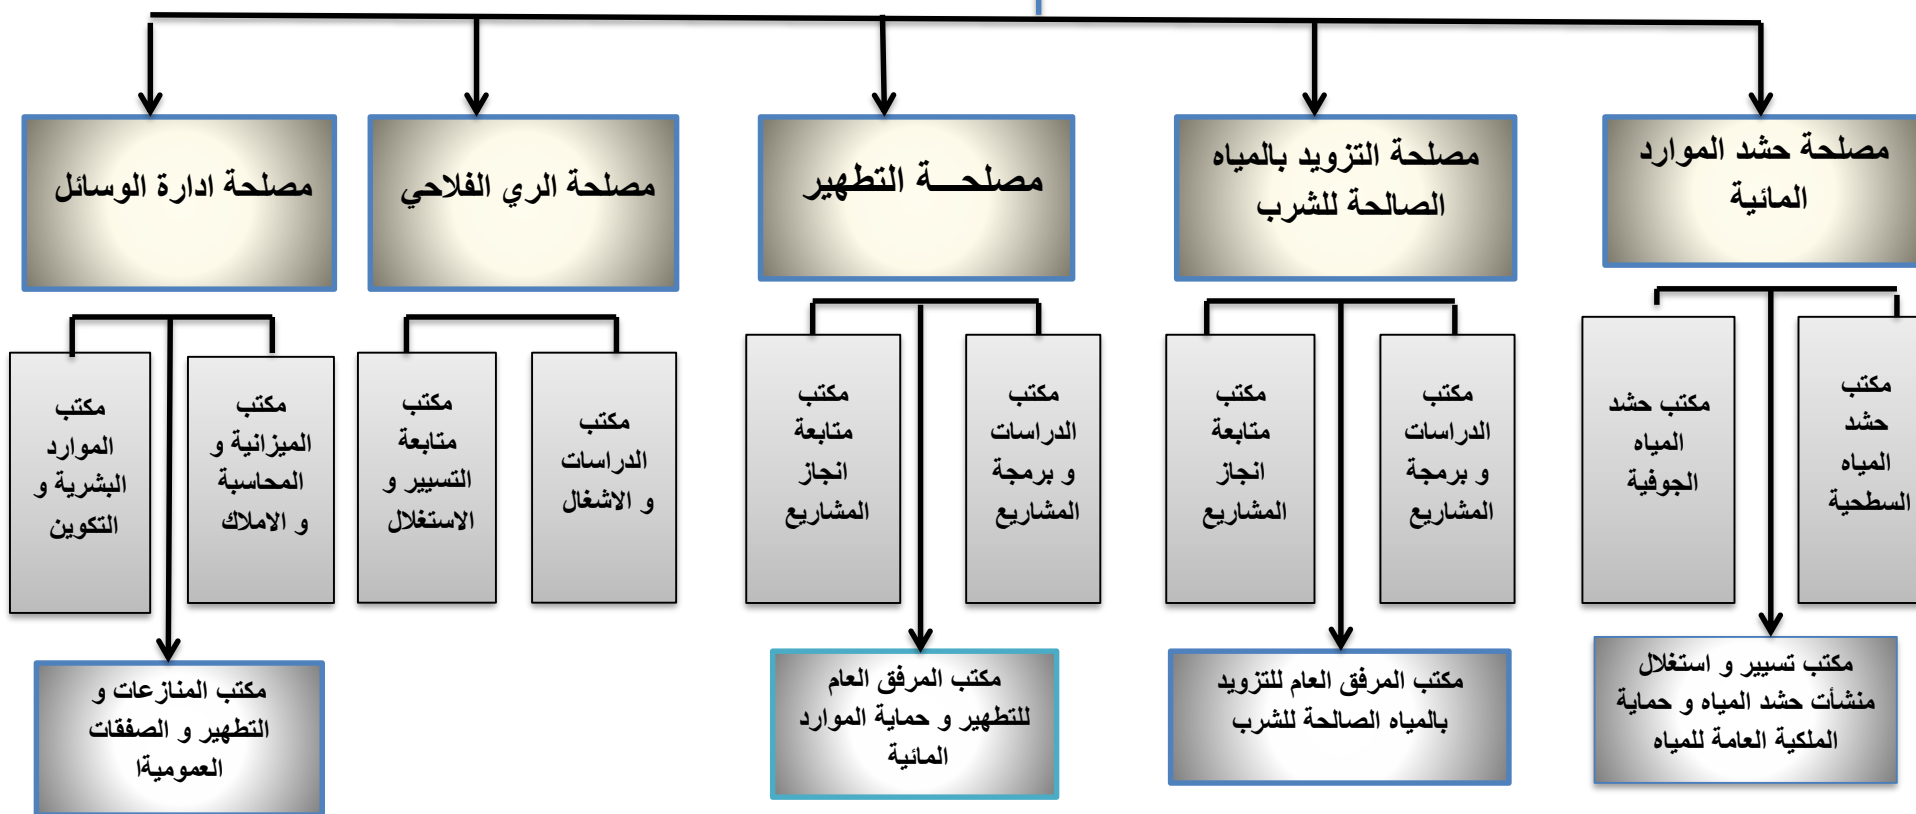 مصلحة حشد الموارد
المائية
مصلحة التزويد بالمياه
الصالحة للشرب
مصلحـــة التطهير
مصلحة الري الفلاحي
مصلحة ادارة الوسائل
مكتب
حشد
المياه
السطحية
مكتب حشد
المياه
الجوفية
مكتب
الدراسات
و برمجة
المشاريع
مكتب
متابعة
انجاز
المشاريع
مكتب
الدراسات
و برمجة
المشاريع
مكتب
متابعة
انجاز
المشاريع
مكتب
الدراسات
و الاشغال
مكتب
متابعة
التسيير و
الاستغلال
مكتب
الميزانية و
المحاسبة
و الاملاك
مكتب
الموارد
البشرية و
التكوين
مكتب تسيير و استغلال
منشأت حشد المياه و حماية
الملكية العامة للمياه
مكتب المرفق العام للتزويد
بالمياه الصالحة للشرب
مكتب المرفق العام
للتطهير و حماية الموارد
المائية
مكتب المنازعات و
التطهير و الصفقات
العموميةا